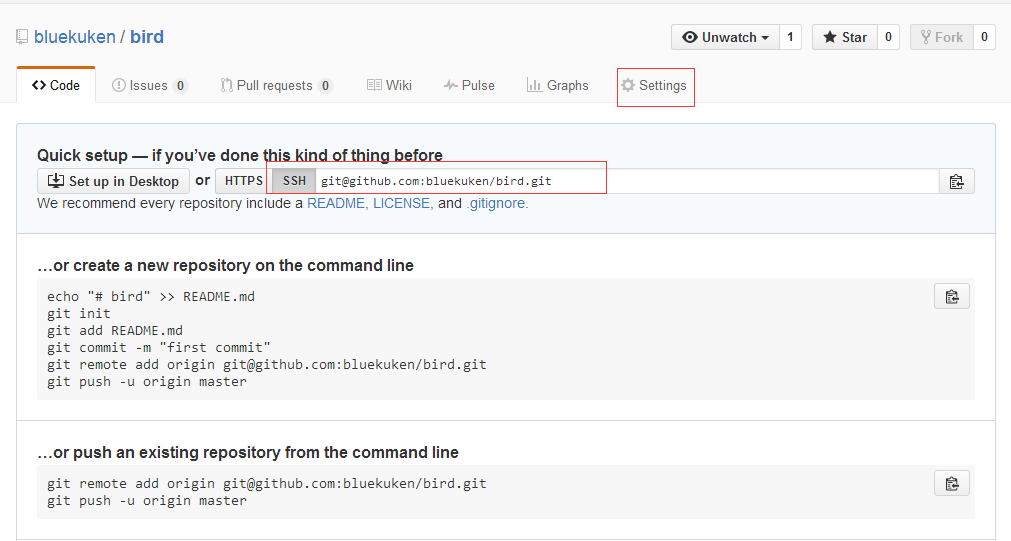 bluekuken / bird
Unwatch 1 Star 0 Fork 0
Code Issues 0 Pull requests 0 Wiki Pulse Graphs Settings
Quick setup — if you’ve done this kind of thing before
Set up in Desktop or HTTPS SSH git@github.com:bluekuken/bird.git
We recommend every repository include a README, LICENSE, and .gitignore.
…or create a new repository on the command line
echo "# bird" >> README.md
git init
git add README.md
git commit -m "first commit"
git remote add origin git@github.com:bluekuken/bird.git
git push -u origin master
…or push an existing repository from the command line
git remote add origin git@github.com:bluekuken/bird.git
git push -u origin master